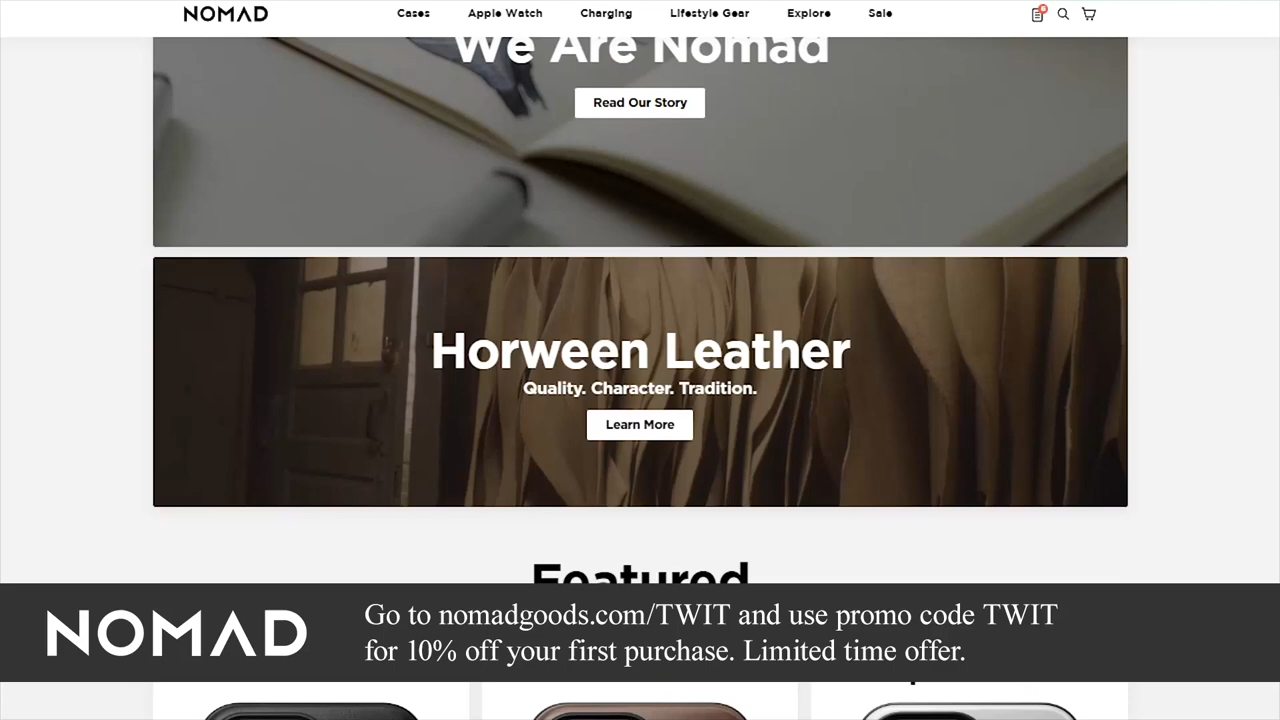 NOMAD
Cases
Apple Watch
Charging
Lifestyle Gear
Explore
Sale
We Are Nomad
Read Our Story
Horween Leather
Quality. Character. Tradition.
Learn More
Featured
NOMAD
Go to nomadgoods.com/TWIT and use promo code TWIT
for 10% off your first purchase. Limited time offer.